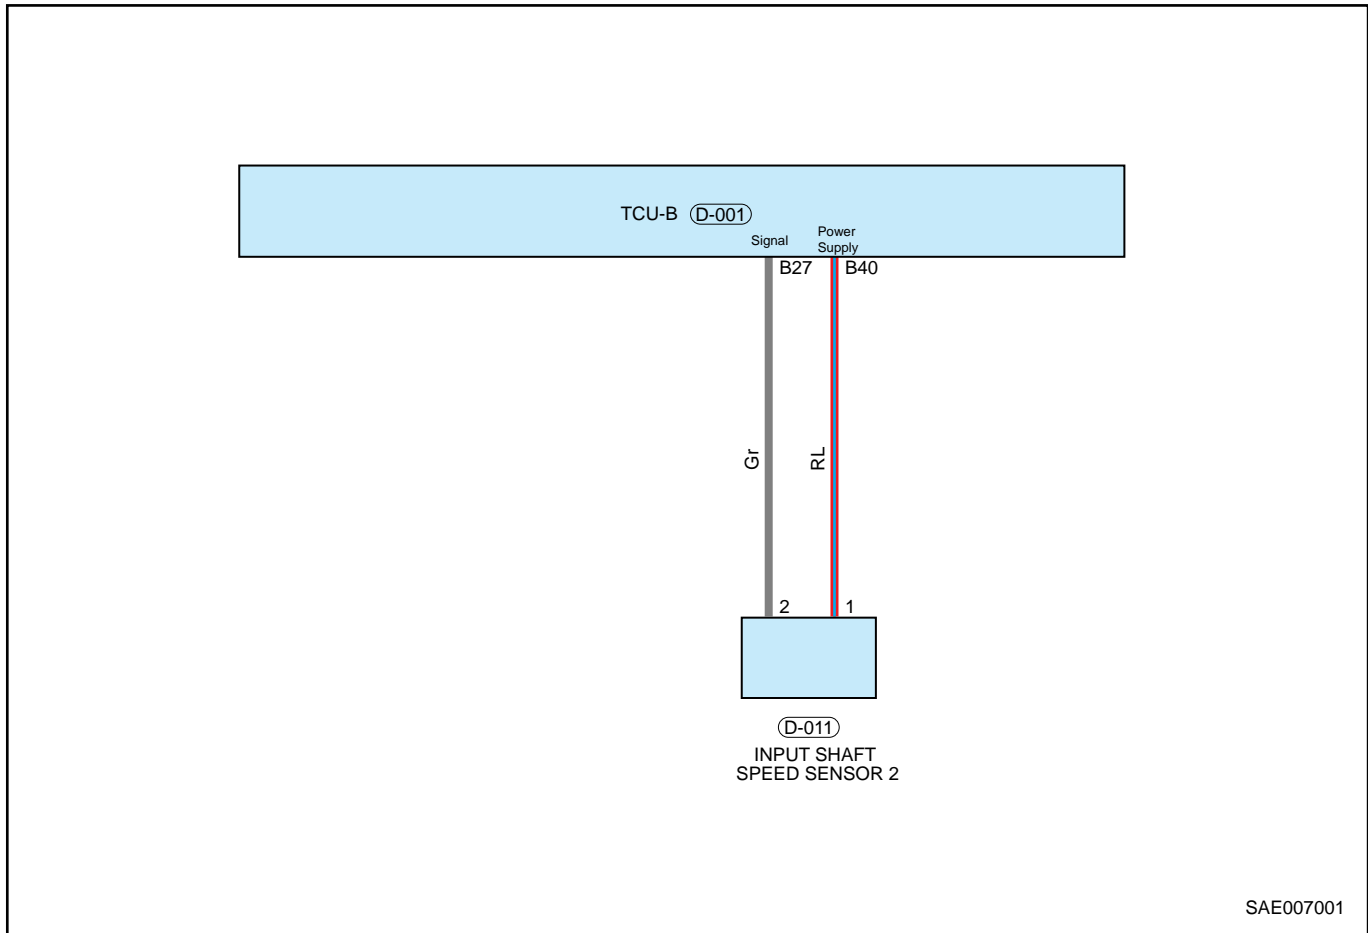 TCU-B D-001
Signal
Power
Supply
B27
B40
Gr
RL
2
1
D-011
INPUT SHAFT
SPEED SENSOR 2
SAE007001